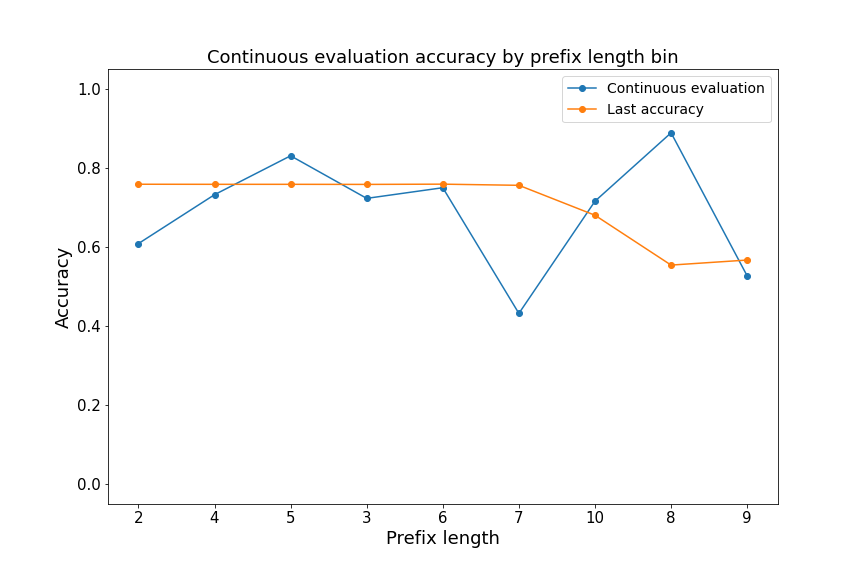 Continuous evaluation accuracy by prefix length bin
Continuous evaluation
Last accuracy
Accuracy
1.0
0.8
0.6
0.4
0.2
0.0
2 4 5 3 6 7 10 8 9
Prefix length